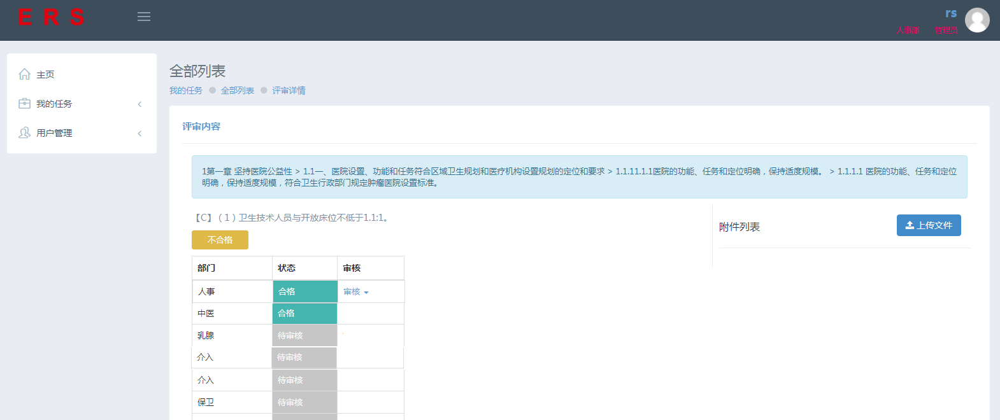 E R S
rs
人事部 管理员
主页
我的任务
用户管理
全部列表
我的任务 全部列表 评审详情
评审内容
1第一章 坚持医院公益性 > 1.1一、医院设置、功能和任务符合区域卫生规划和医疗机构设置规划的定位和要求 > 1.1.11.1.1医院的功能、任务和定位明确，保持适度规模。 > 1.1.1.1 医院的功能、任务和定位
明确，保持适度规模，符合卫生行政部门规定肿瘤医院设置标准。
【C】（1）卫生技术人员与开放床位不低于1.1:1。
不合格
附件列表
上传文件
部门 状态 审核
人事 合格 审核
中医 合格
乳腺 待审核
介入 待审核
介入 待审核
保卫 待审核